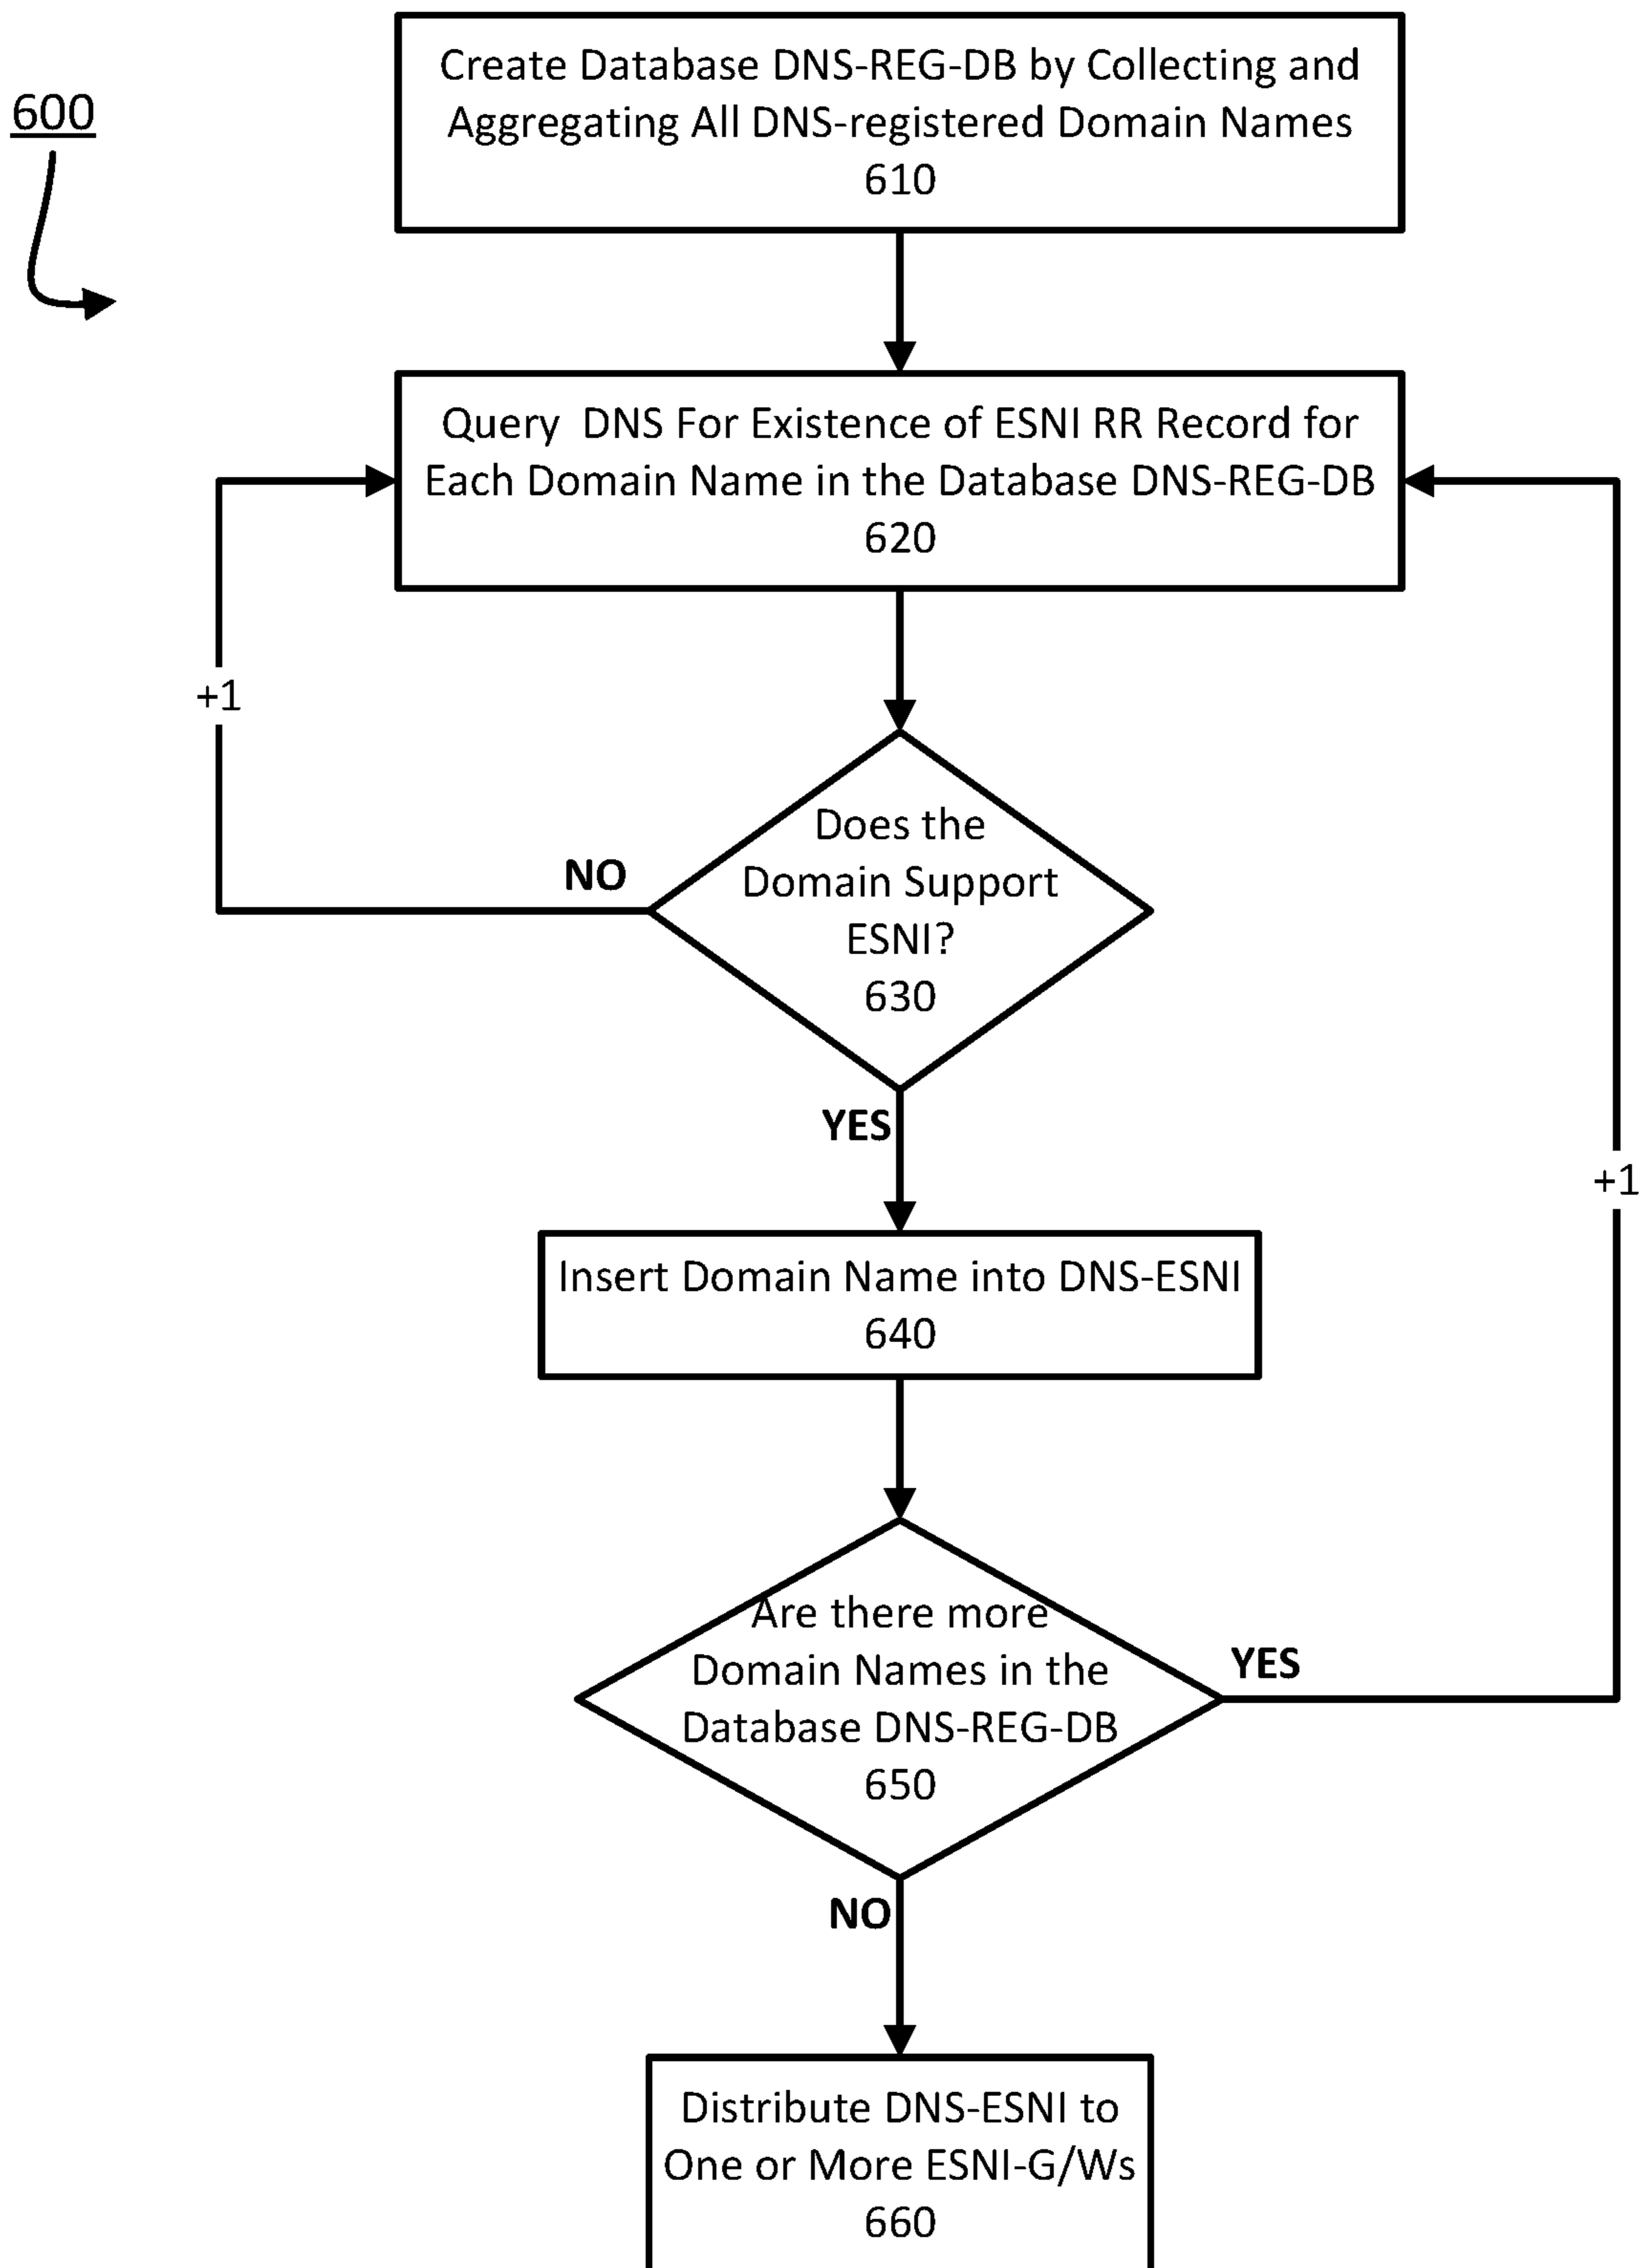 600
Create Database DNS-REG-DB by Collecting and
Aggregating All DNS-registered Domain Names
610
Query DNS For Existence of ESNI RR Record for
Each Domain Name in the Database DNS-REG-DB
620
+1
Does the
Domain Support
ESNI?
630
NO
YES
+1
Insert Domain Name into DNS-ESNI
640
Are there more
Domain Names in the
Database DNS-REG-DB
650
YES
NO
Distribute DNS-ESNI to
One or More ESNI-G/Ws
660